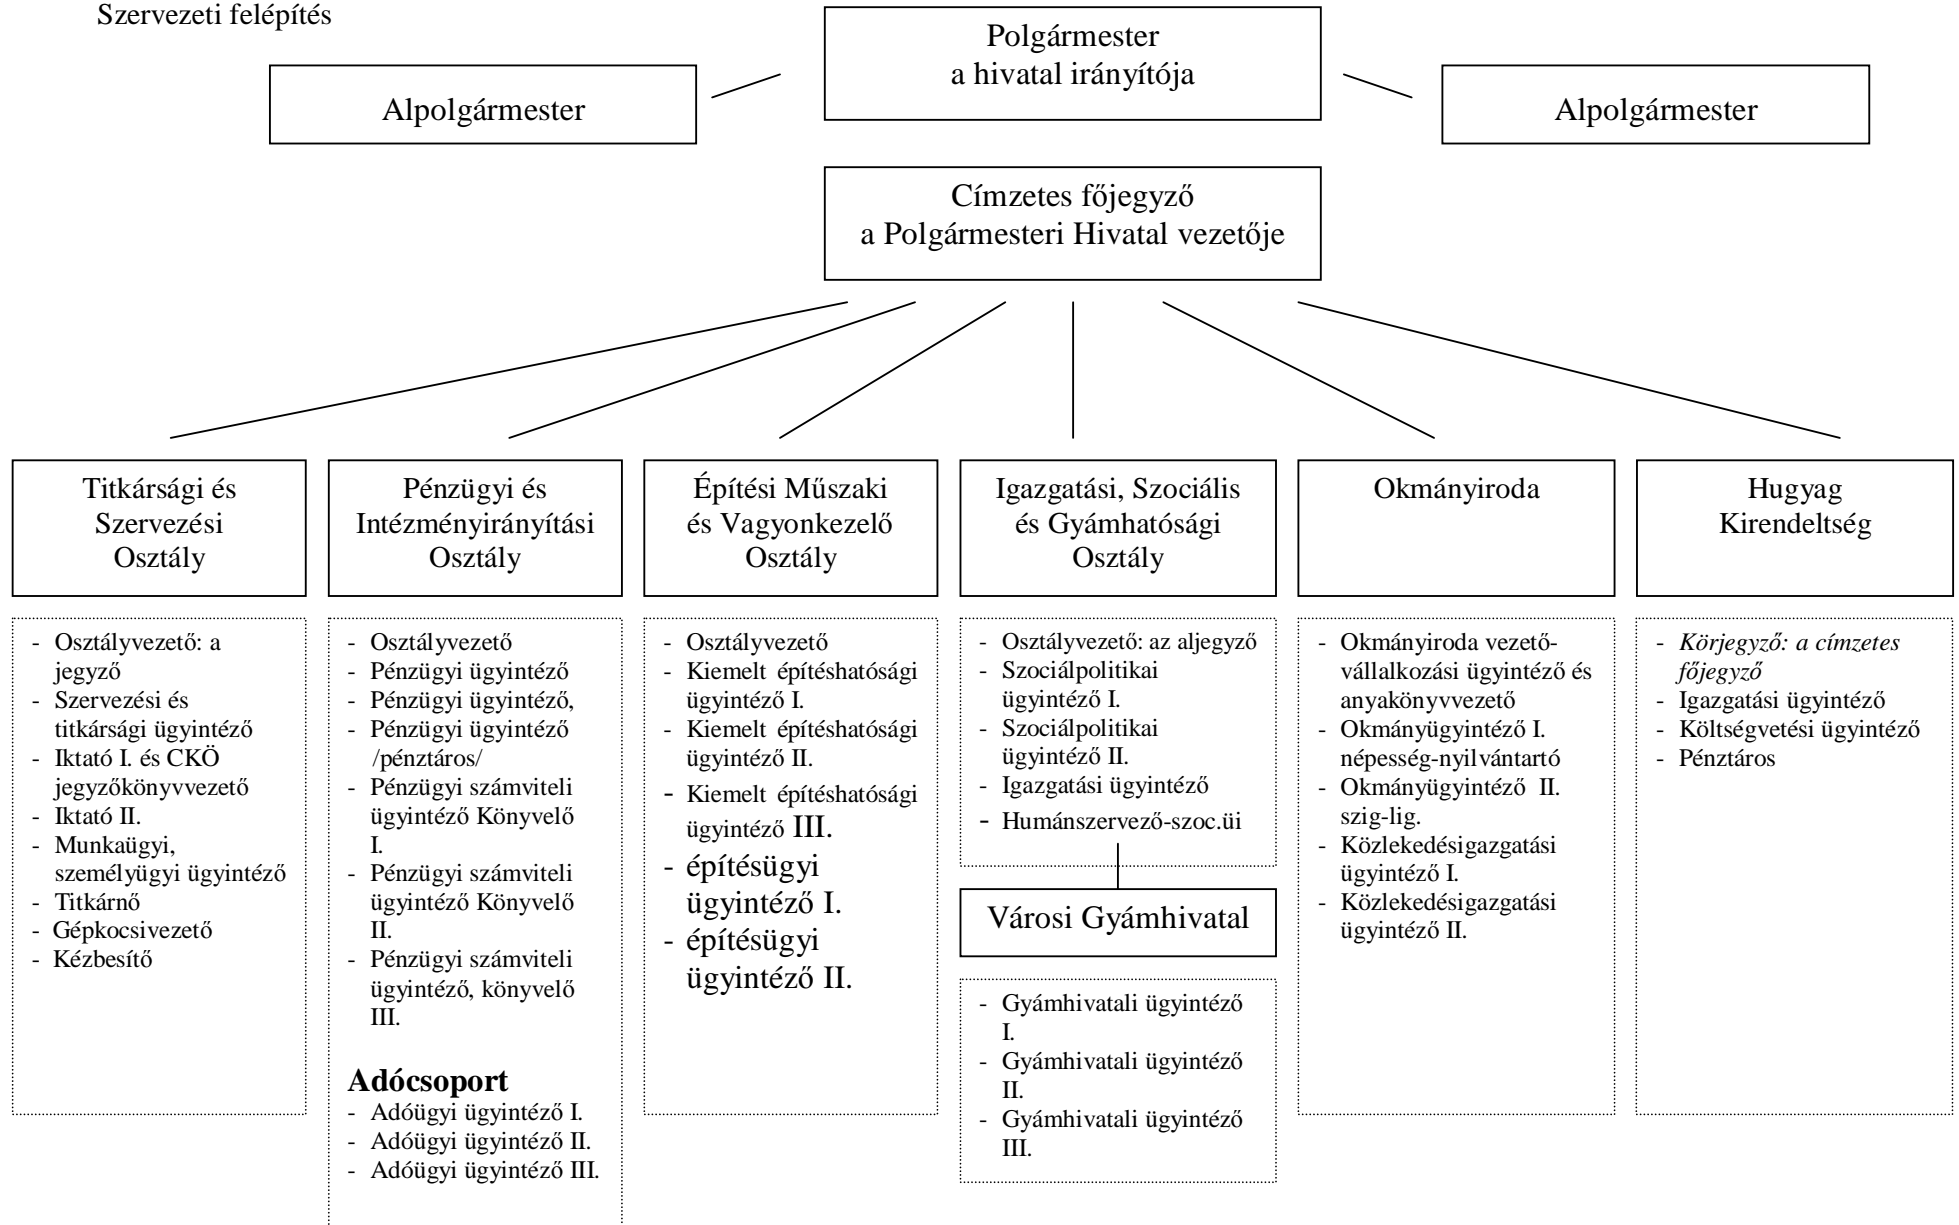 Szervezeti felépítés
Polgármester
a hivatal irányítója
Alpolgármester
Alpolgármester
Címzetes főjegyző
a Polgármesteri Hivatal vezetője
Titkársági és
Szervezési
Osztály
Pénzügyi és
Intézményirányítási
Osztály
Építési Műszaki
és Vagyonkezelő
Osztály
Igazgatási, Szociális
és Gyámhatósági
Osztály
Okmányiroda
Hugyag
Kirendeltség
- Osztályvezető: a
jegyző
- Szervezési és
titkársági ügyintéző
- Iktató I. és CKÖ
jegyzőkönyvvezető
- Iktató II.
- Munkaügyi,
személyügyi ügyintéző
- Titkárnő
- Gépkocsivezető
- Kézbesítő
- Osztályvezető
- Pénzügyi ügyintéző
- Pénzügyi ügyintéző,
- Pénzügyi ügyintéző
/pénztáros/
- Pénzügyi számviteli
ügyintéző Könyvelő
I.
- Pénzügyi számviteli
ügyintéző Könyvelő
II.
- Pénzügyi számviteli
ügyintéző, könyvelő
III.
Adócsoport
- Adóügyi ügyintéző I.
- Adóügyi ügyintéző II.
- Adóügyi ügyintéző III.
- Osztályvezető
- Kiemelt építéshatósági
ügyintéző I.
- Kiemelt építéshatósági
ügyintéző II.
- Kiemelt építéshatósági
ügyintéző III.
- építésügyi
ügyintéző I.
- építésügyi
ügyintéző II.
- Osztályvezető: az aljegyző
- Szociálpolitikai
ügyintéző I.
- Szociálpolitikai
ügyintéző II.
- Igazgatási ügyintéző
- Humánszervező-szoc.üi
Városi Gyámhivatal
- Gyámhivatali ügyintéző
I.
- Gyámhivatali ügyintéző
II.
- Gyámhivatali ügyintéző
III.
- Okmányiroda vezető-
vállalkozási ügyintéző és
anyakönyvvezető
- Okmányügyintéző I.
népesség-nyilvántartó
- Okmányügyintéző II.
szig-lig.
- Közlekedésigazgatási
ügyintéző I.
- Közlekedésigazgatási
ügyintéző II.
- Körjegyző: a címzetes
főjegyző
- Igazgatási ügyintéző
- Költségvetési ügyintéző
- Pénztáros